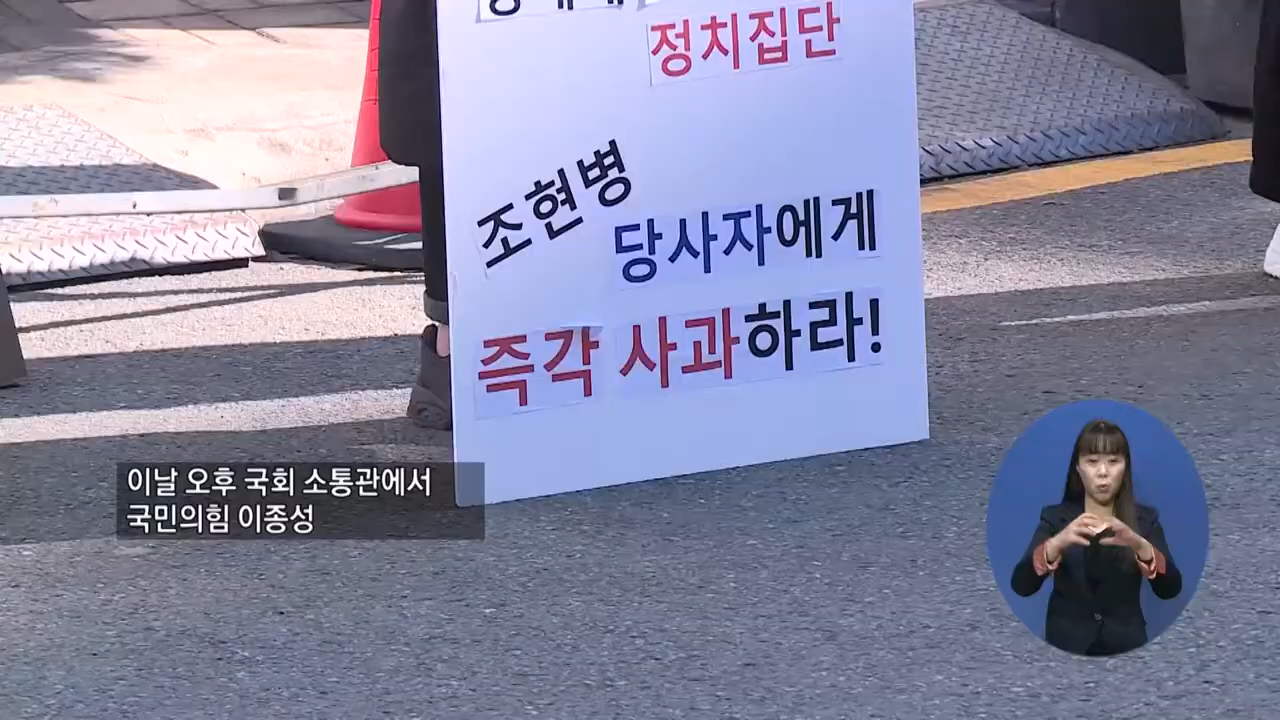 정치집단
조현병
당사자에게
즉각 사과하라!
이날 오후 국회 소통관에서
국민의힘 이종성